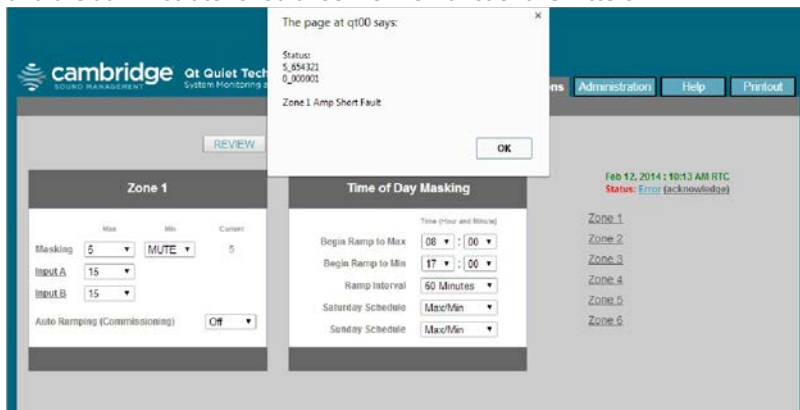 The page at qt00 says:
×
Status:
5_654321
0_000001
Zone 1 Amp Short Fault
OK
cambridge
SOUND MANAGEMENT
Qt Quiet Tech
System Monitoring a
ns
Administration
Help
Printout
REVIEW
Feb 12, 2014 : 10:13 AM RTC
Status: Error (acknowledge)
Zone 1
Max Min Current
Masking 5 MUTE 5
Input A 15
Input B 15
Auto Ramping (Commissioning) Off
Time of Day Masking
Time (Hour and Minute)
Begin Ramp to Max 08 : 00
Begin Ramp to Min 17 : 00
Ramp Interval 60 Minutes
Saturday Schedule Max/Min
Sunday Schedule Max/Min
Zone 1
Zone 2
Zone 3
Zone 4
Zone 5
Zone 6